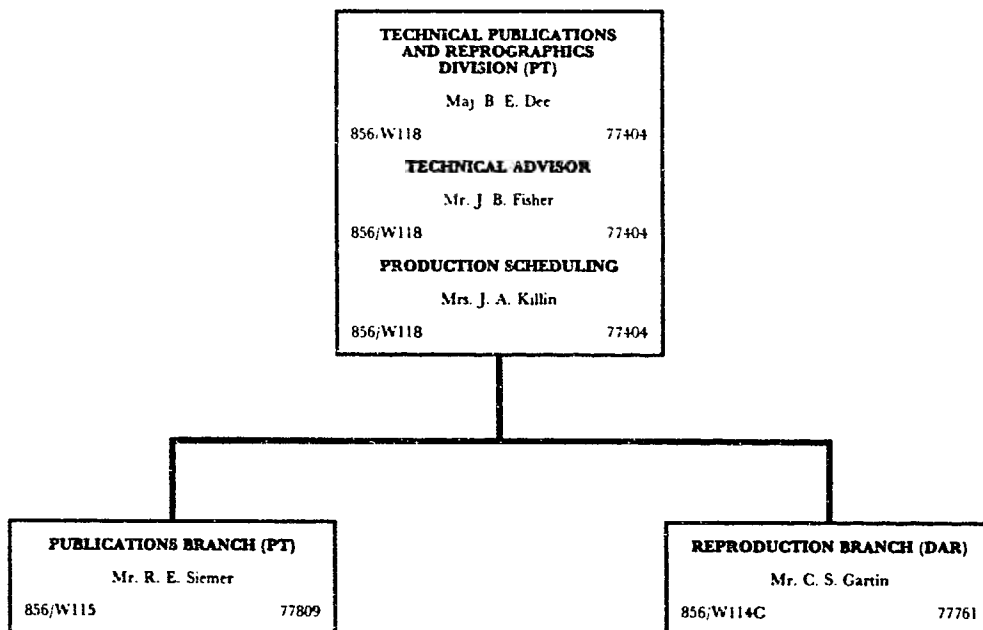 TECHNICAL PUBLICATIONS
AND REPROGRAPHICS
DIVISION (PT)
Maj B E. Dee
856/W118 77404
TECHNICAL ADVISOR
Mr. J B. Fisher
856/W118 77404
PRODUCTION SCHEDULING
Mrs. J. A. Killin
856/W118 77404
PUBLICATIONS BRANCH (PT)
Mr. R. E. Siemer
856/W115 77809
REPRODUCTION BRANCH (DAR)
Mr. C. S. Gartin
856/W114C 77761